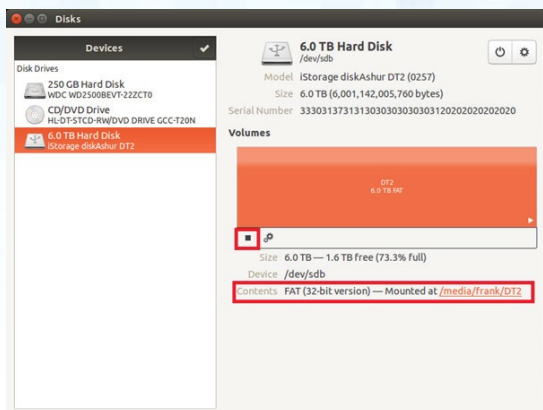 Disks
Devices
Disk Drives
250 GB Hard Disk
WDC WD2500BEVT-22ZCT0
CD/DVD Drive
HL-DT-STCD-RW/DVD DRIVE GCC-T20N
6.0 TB Hard Disk
iStorage diskAshur DT2
6.0 TB Hard Disk
/dev/sdb
Model iStorage diskAshur DT2 (0257)
Size 6.0 TB (6,001,142,005,760 bytes)
Serial Number
Volumes
DT2
6.0 TB FAT
Size 6.0 TB — 1.6 TB free (73.3% full)
Device /dev/sdb
Contents FAT (32-bit version) — Mounted at /media/frank/DT2